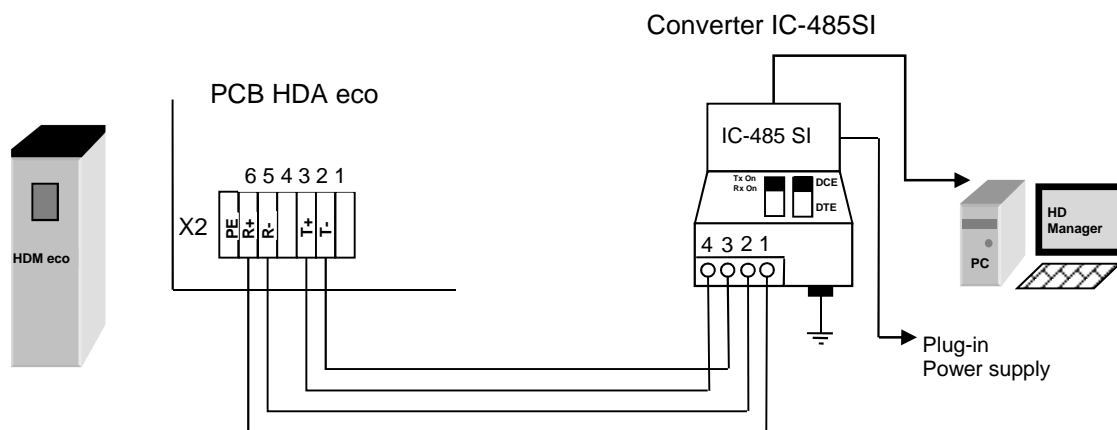 Converter IC-485SI
PCB HDA eco
IC-485 SI
Tx On
Rx On
DCE
DTE
6 5 4 3 2 1
X2
PE
R+
R-
T+
T-
HDM eco
4 3 2 1
HD
Manager
PC
Plug-in
Power supply